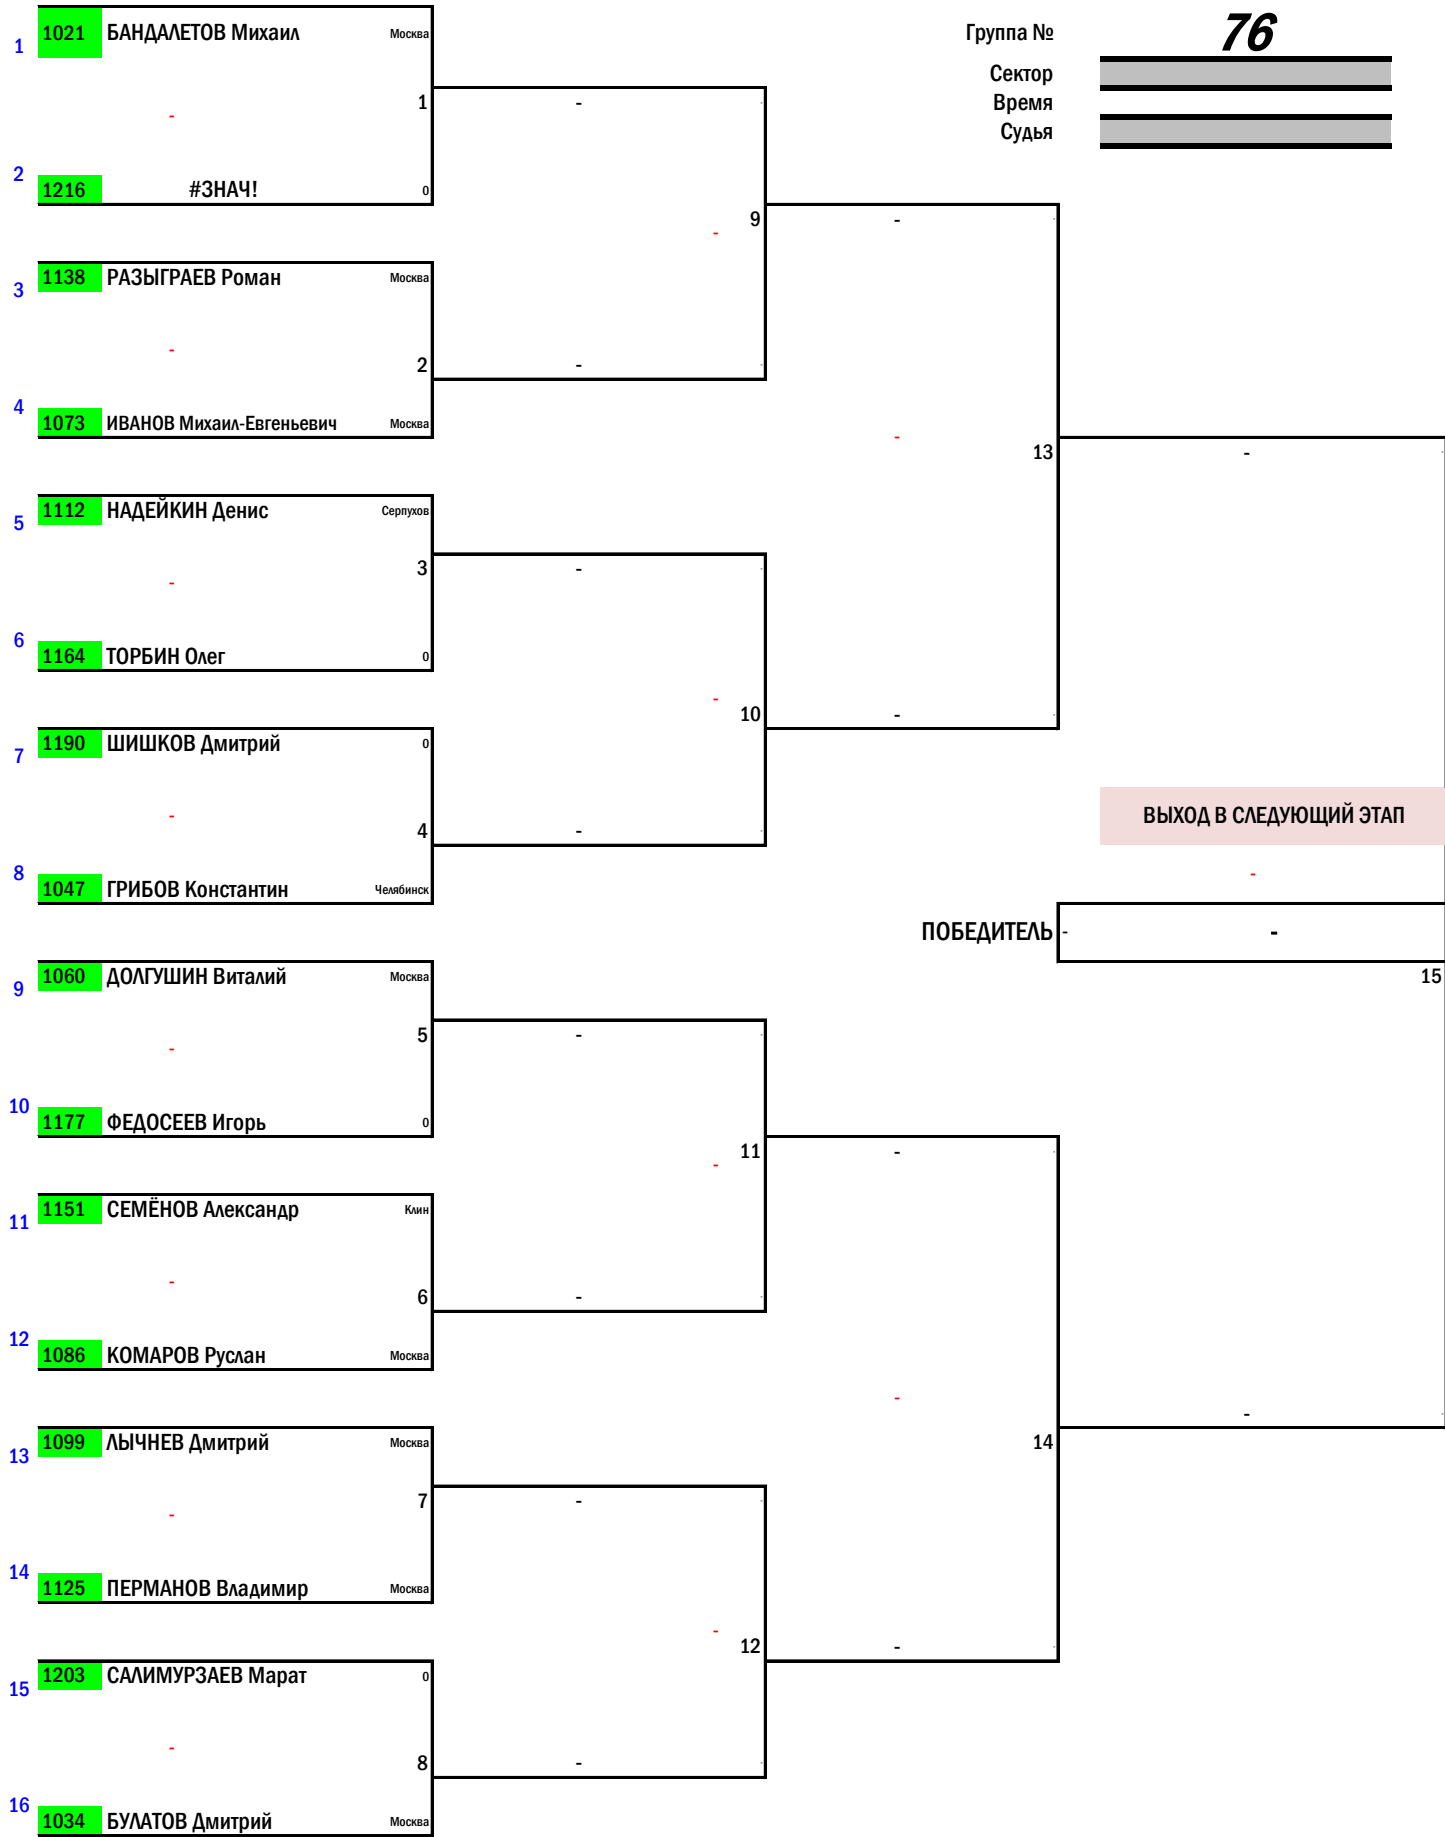 1 1021 БАНДАЛЕТОВ Михаил Москва
Группа № 76
Сектор
Время
Судья
- 1 -
2 1216 #ЗНАЧ! 0
- 9 -
3 1138 РАЗЫГРАЕВ Роман Москва
- 2 -
4 1073 ИВАНОВ Михаил-Евгеньевич Москва
- 13 -
5 1112 НАДЕЙКИН Денис Серпухов
- 3 -
6 1164 ТОРБИН Олег 0
- 10 -
7 1190 ШИШКОВ Дмитрий 0
- 4 -
ВЫХОД В СЛЕДУЮЩИЙ ЭТАП
8 1047 ГРИБОВ Константин Челябинск
-
ПОБЕДИТЕЛЬ - -
9 1060 ДОЛГУШИН Виталий Москва
15
- 5 -
10 1177 ФЕДОСЕЕВ Игорь 0
- 11 -
11 1151 СЕМЁНОВ Александр Клин
- 6 -
12 1086 КОМАРОВ Руслан Москва
- -
13 1099 ЛЫЧНЕВ Дмитрий Москва
14
- 7 -
14 1125 ПЕРМАНОВ Владимир Москва
- 12 -
15 1203 САЛИМУРЗАЕВ Марат 0
- 8 -
16 1034 БУЛАТОВ Дмитрий Москва